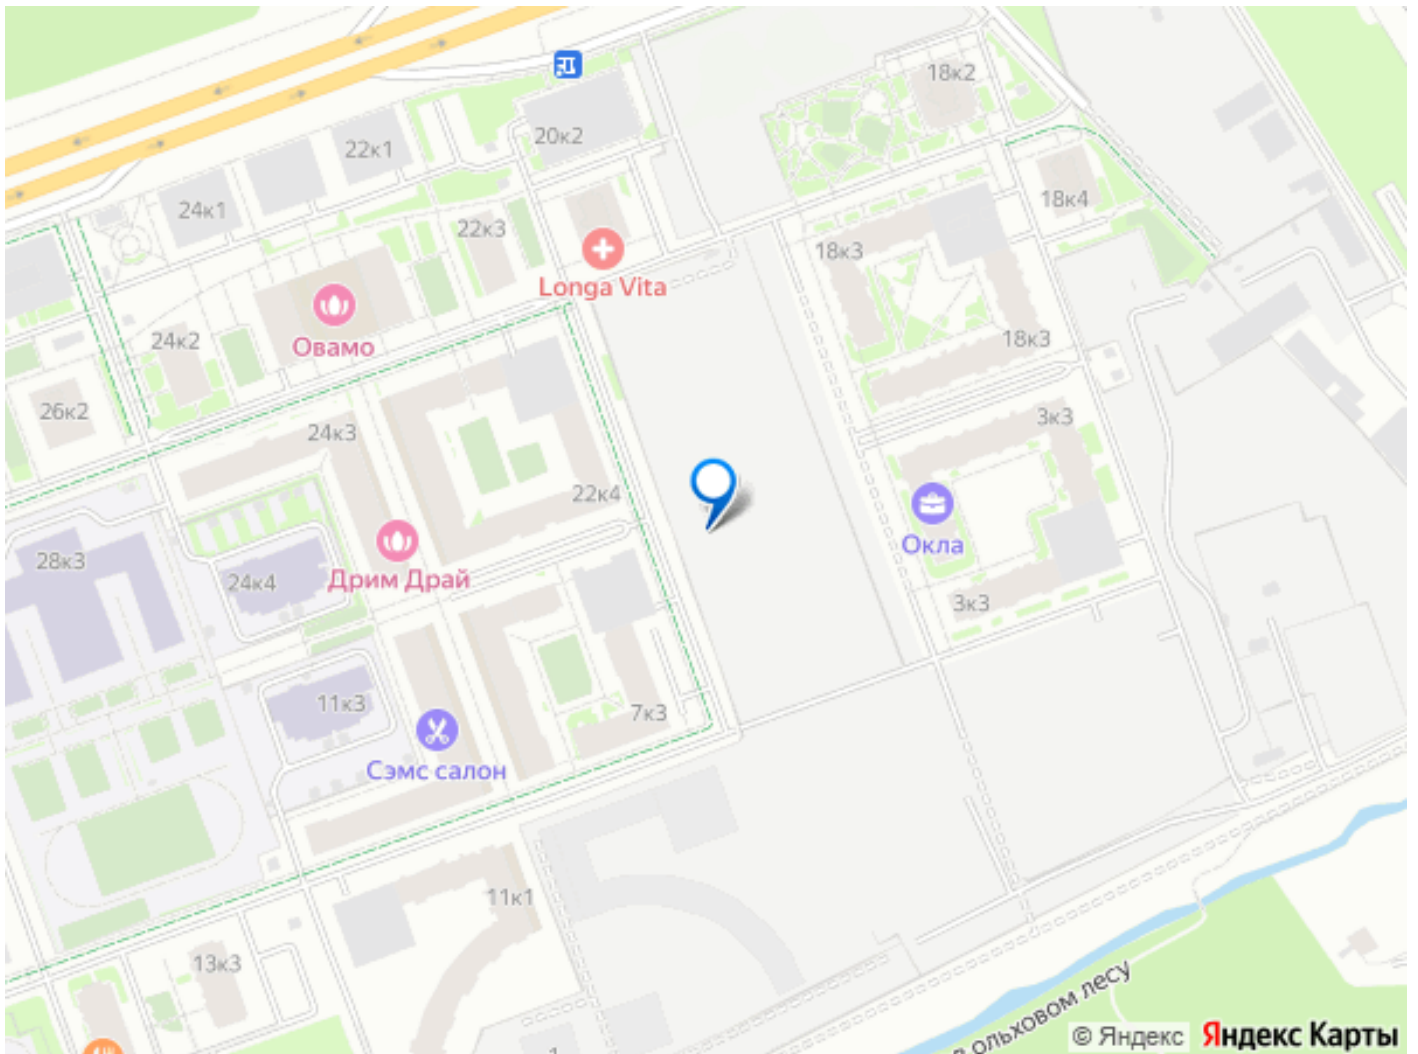 18к2
20к2
22к1
24к1
18к4
22к3
18к3
Longa Vita
Овамо
24к2
18к3
26к2
24к3
3к3
22к4
Окла
28к3
24к4
Дрим Драй
3к3
11к3
7к3
Сэмс салон
11к1
13к3
ольховом лесу
© Яндекс
Яндекс Карты